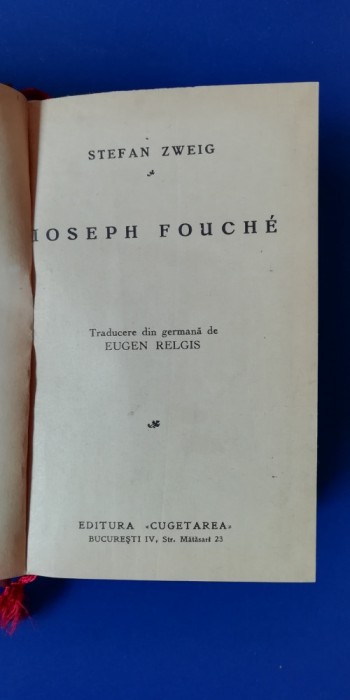 STEFAN ZWEIG
IOSEPH FOUCHÉ
Traducere din germană de
EUGEN RELGIS
EDITURA «CUGETAREA»
BUCUREȘTI IV, Str. Mătăsari 23